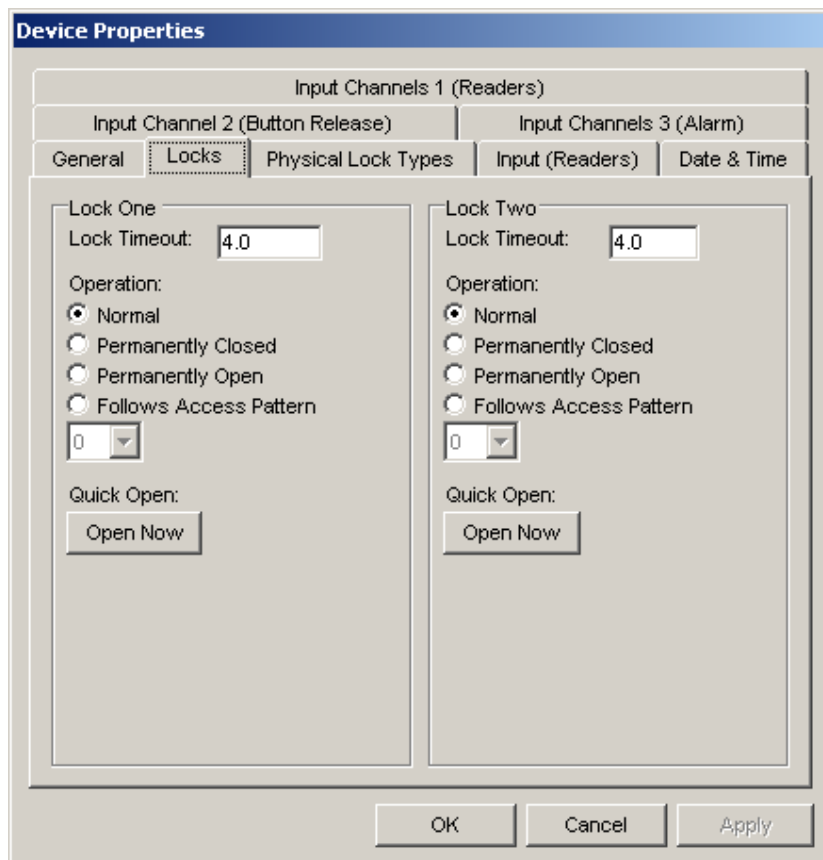 Device Properties
Input Channels 1 (Readers)
Input Channel 2 (Button Release) Input Channels 3 (Alarm)
General Locks Physical Lock Types Input (Readers) Date & Time
Lock One
Lock Timeout: 4.0
Operation:
Normal
Permanently Closed
Permanently Open
Follows Access Pattern
0
Quick Open:
Open Now
Lock Two
Lock Timeout: 4.0
Operation:
Normal
Permanently Closed
Permanently Open
Follows Access Pattern
0
Quick Open:
Open Now
OK Cancel Apply